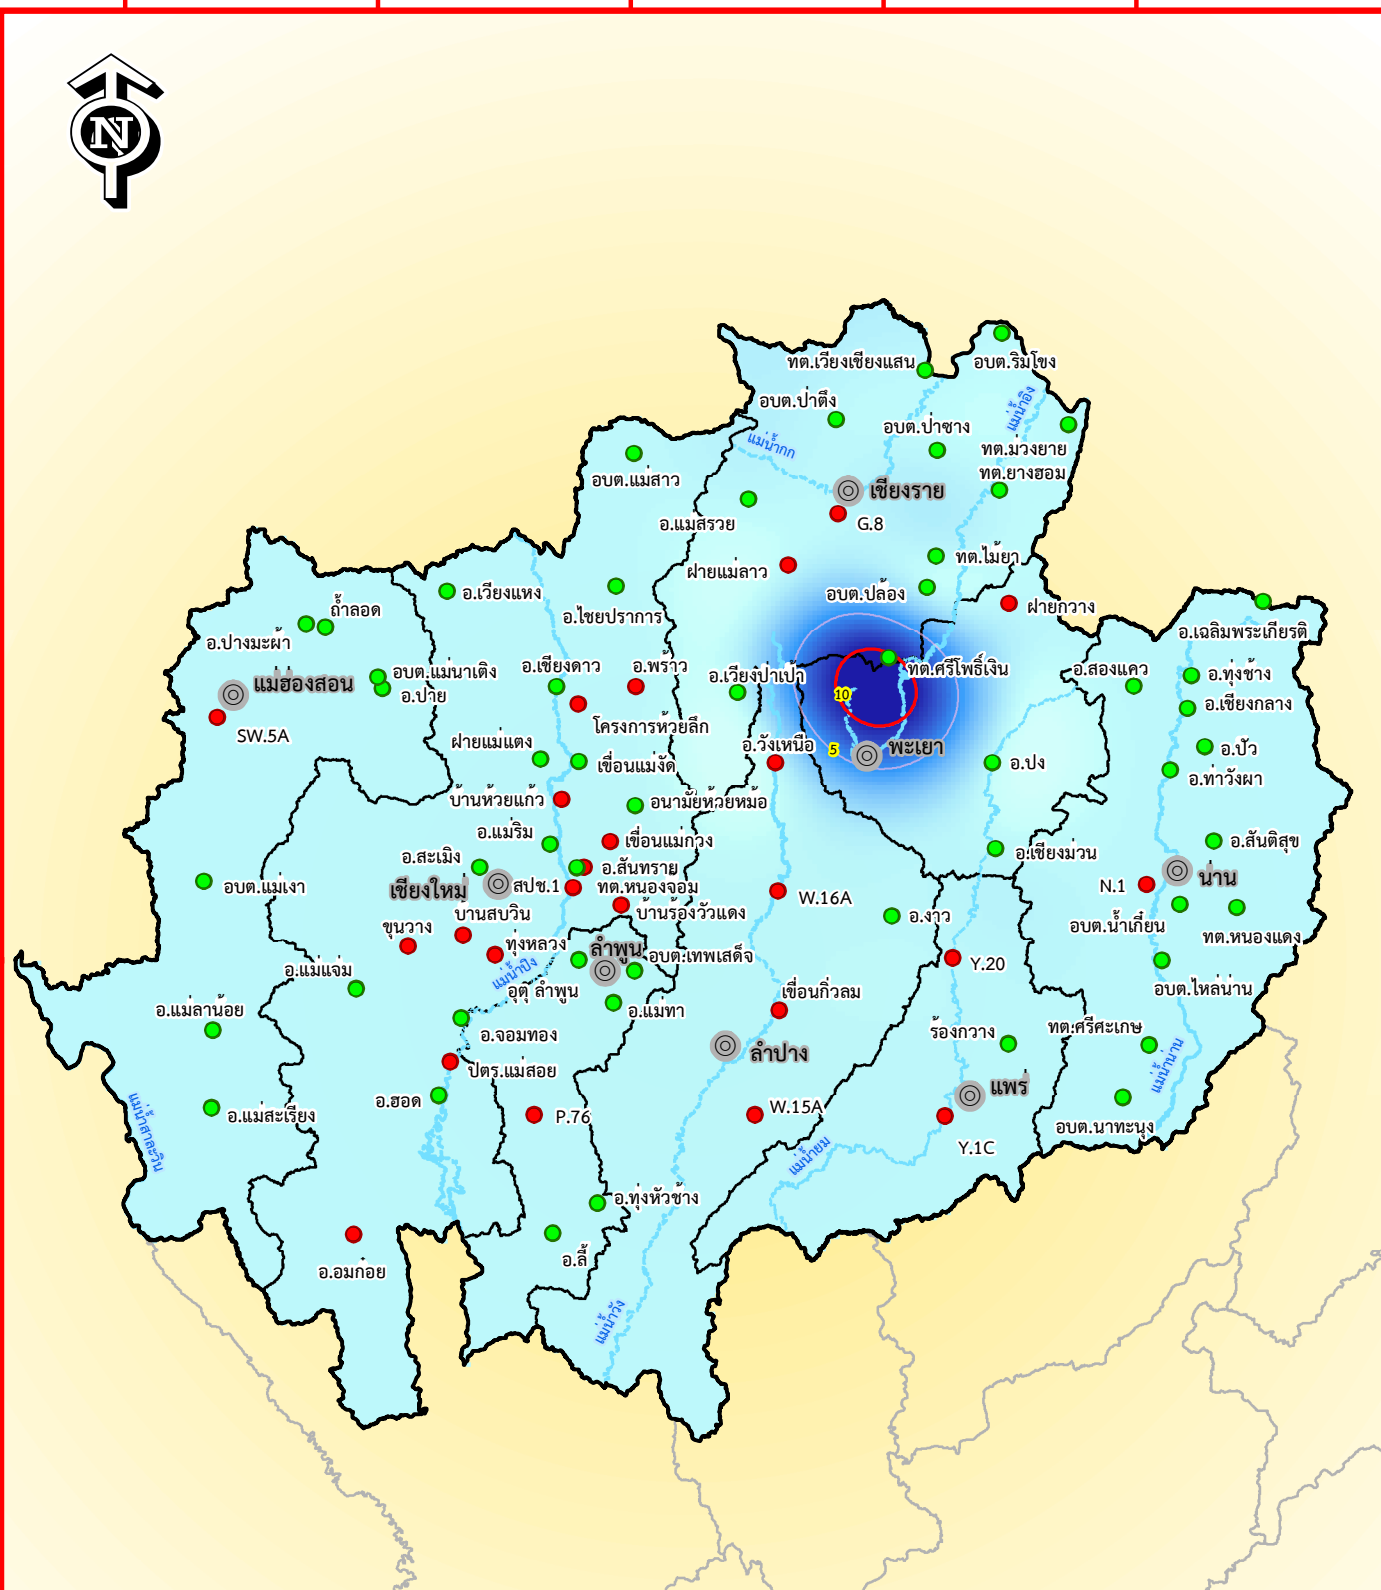 N
ทต.เวียงเชียงแสน
อบต.ริมโขง
อบต.ป่าตึง
แม่น้ำอิง
อบต.ป่าซาง
แม่น้ำกก
ทต.ม่วงยาย
อบต.แม่สาว
ทต.ยางฮอม
เชียงราย
อ.แม่สรวย
G.8
ฝายแม่ลาว
ทต.ไม้ยา
อ.เวียงแหง
อบต.ปล้อง
ถ้ำลอด
อ.ไชยปราการ
ฝายกวาง
อ.ปางมะผ้า
อ.เฉลิมพระเกียรติ
อบต.แม่นาเติง
อ.เชียงดาว
อ.พร้าว
อ.เวียงป่าเป้า
ทต.ศรีโพธิ์เงิน
อ.สองแคว
อ.ทุ่งช้าง
แม่ฮ่องสอน
อ.ปาย
10
อ.เชียงกลาง
SW.5A
โครงการห้วยลึก
ฝายแม่แตง
อ.วังเหนือ
5
พะเยา
อ.ปัว
เขื่อนแม่งัด
อ.ปง
อ.ท่าวังผา
บ้านห้วยแก้ว
อนามัยห้วยหม้อ
อ.แม่ริม
เขื่อนแม่กวง
อ.สันติสุข
อ.สะเมิง
อ.สันทราย
อ.เชียงม่วน
อบต.แม่เงา
เชียงใหม่
สปช.1
ทต.หนองจอม
น่าน
N.1
W.16A
บ้านสบวิน
บ้านร้องวัวแดง
อ.งาว
อบต.น้ำเกี๋ยน
ขุนวาง
ทต.หนองแดง
ทุ่งหลวง
ลำพูน
อบต.เทพเสด็จ
Y.20
อ.แม่แจ่ม
แม่น้ำปิง
อุตุ ลำพูน
เขื่อนกิ่วลม
อบต.ไหล่น่าน
อ.แม่ลาน้อย
อ.แม่ทา
อ.จอมทอง
ร้องกวาง
ทต.ศรีศะเกษ
ลำปาง
ปตร.แม่สอย
แม่น้ำน่าน
แพร่
อ.ฮอด
W.15A
อ.แม่สะเรียง
P.76
อบต.นาทะนุง
แม่น้ำสาละวิน
Y.1C
แม่น้ำยม
อ.ทุ่งหัวช้าง
อ.ลี้
อ.อมก๋อย
แม่น้ำวัง